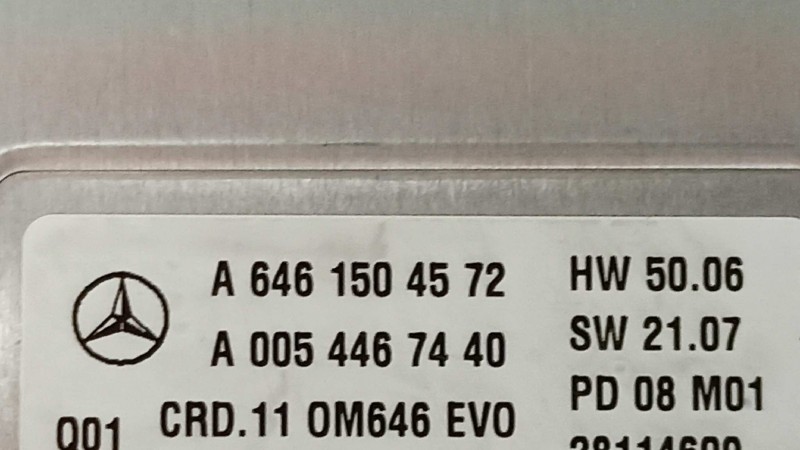 A 646 150 45 72
A 005 446 74 40
Q01 CRD.11 OM646 EVO
HW 50.06
SW 21.07
PD 08 M01